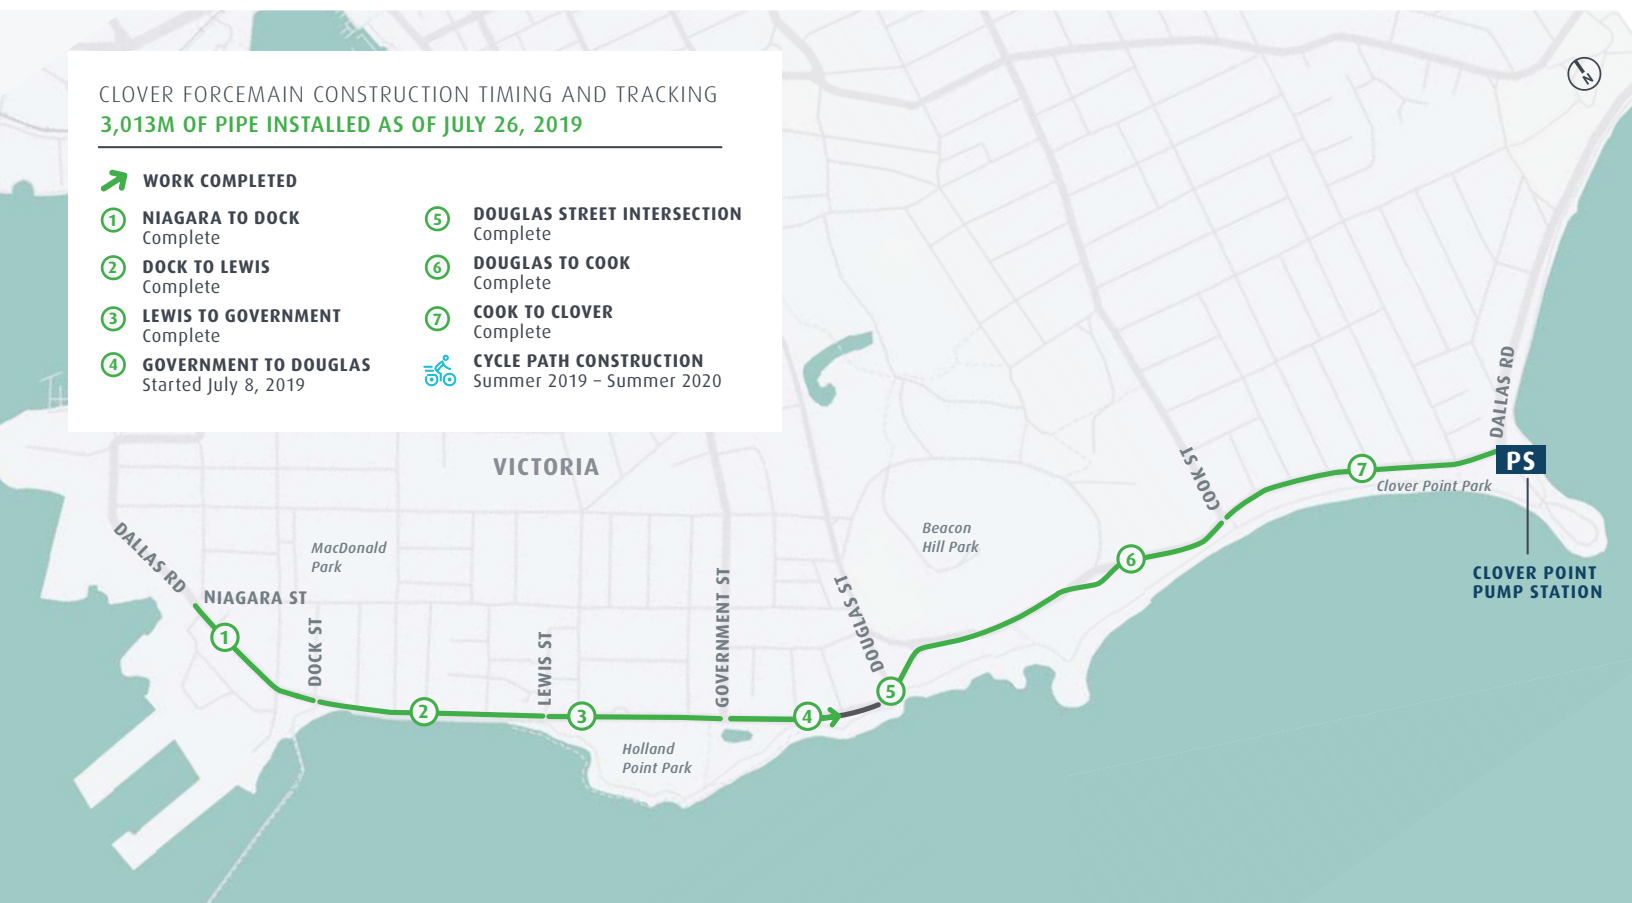 CLOVER FORCEMAIN CONSTRUCTION TIMING AND TRACKING
3,013M OF PIPE INSTALLED AS OF JULY 26, 2019
WORK COMPLETED
1 NIAGARA TO DOCK
Complete
2 DOCK TO LEWIS
Complete
3 LEWIS TO GOVERNMENT
Complete
4 GOVERNMENT TO DOUGLAS
Started July 8, 2019
5 DOUGLAS STREET INTERSECTION
Complete
6 DOUGLAS TO COOK
Complete
7 COOK TO CLOVER
Complete
CYCLE PATH CONSTRUCTION
Summer 2019 – Summer 2020
N
VICTORIA
DALLAS RD
NIAGARA ST
MacDonald
Park
DOCK ST
LEWIS ST
GOVERNMENT ST
DOUGLAS ST
Beacon
Hill Park
COOK ST
DALLAS RD
Clover Point Park
PS
CLOVER POINT
PUMP STATION
Holland
Point Park
1
2
3
4
5
6
7